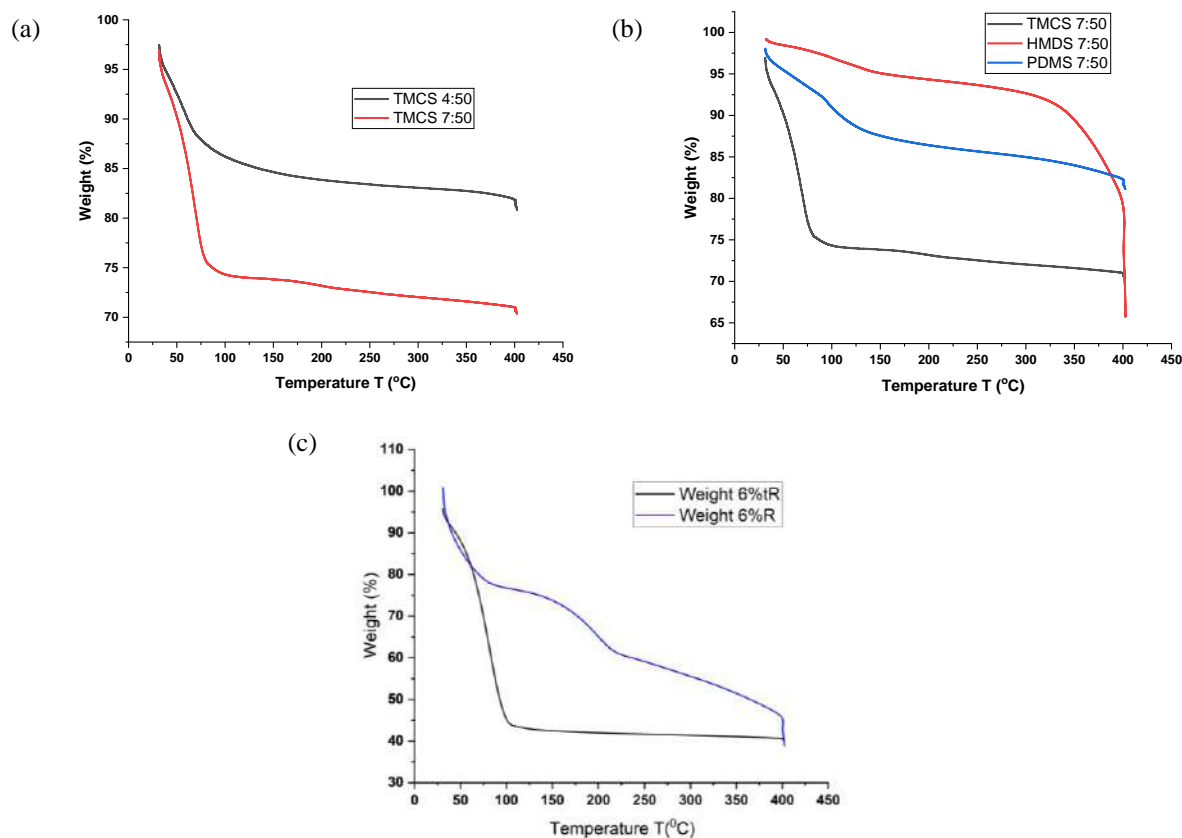 (a)
100
95
90
85
80
75
70
Weight (%)
TMCS 4:50
TMCS 7:50
0 50 100 150 200 250 300 350 400 450
Temperature T (°C)
(b)
100
95
90
85
80
75
70
65
Weight (%)
TMCS 7:50
HMDS 7:50
PDMS 7:50
0 50 100 150 200 250 300 350 400 450
Temperature T (°C)
(c)
110
100
90
80
70
60
50
40
30
Weight (%)
Weight 6%tR
Weight 6%R
0 50 100 150 200 250 300 350 400 450
Temperature T(⁰C)